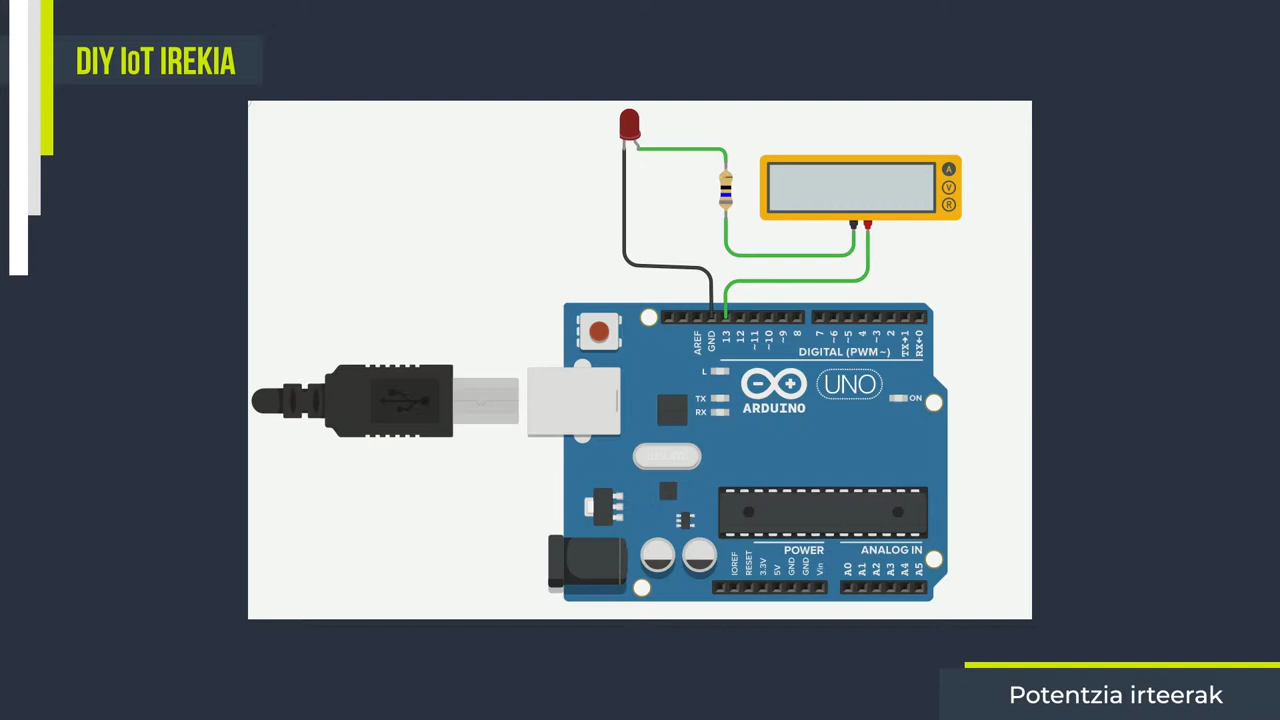 DIY IoT IREKIA
A
V
R
AREF
GND
13
12
~11
~10
~9
8
7
~6
~5
4
~3
2
TX→1
RX←0
DIGITAL (PWM~)
L
TX
RX
ARDUINO
UNO
ON
POWER
ANALOG IN
IOREF
RESET
3.3V
5V
GND
GND
Vin
A0
A1
A2
A3
A4
A5
Potentzia irteerak